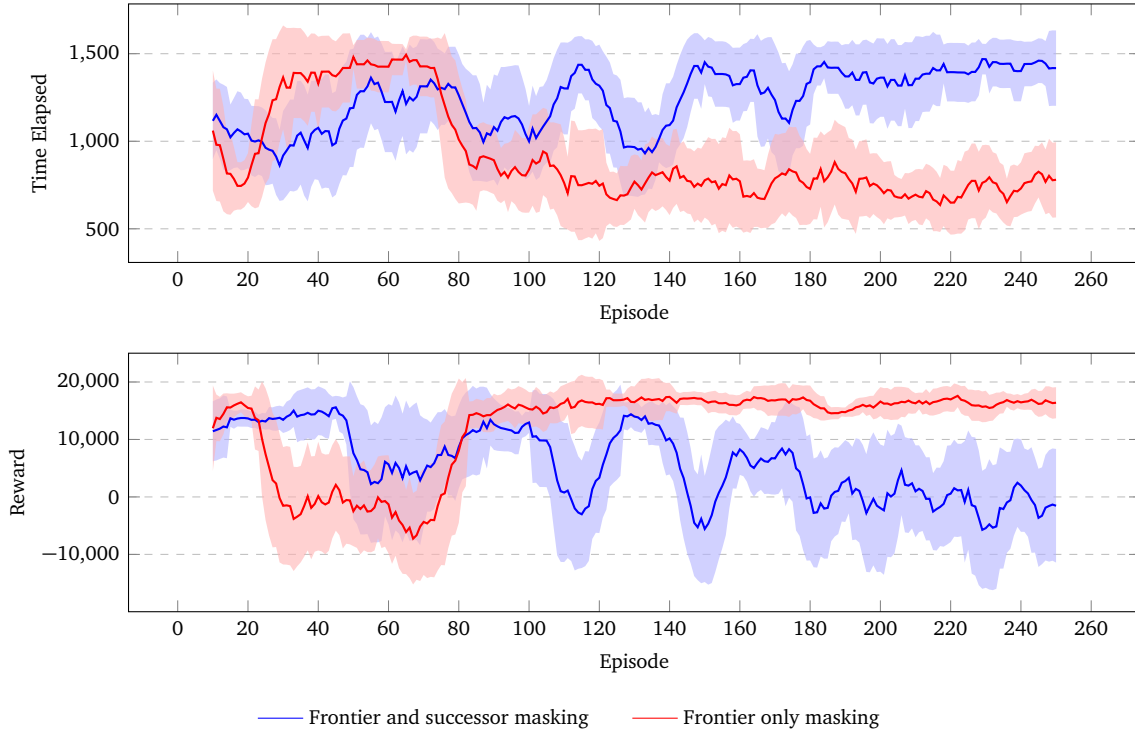 1,500
1,000
500
Time Elapsed
0 20 40 60 80 100 120 140 160 180 200 220 240 260
Episode
20,000
10,000
0
−10,000
Reward
0 20 40 60 80 100 120 140 160 180 200 220 240 260
Episode
Frontier and successor masking Frontier only masking